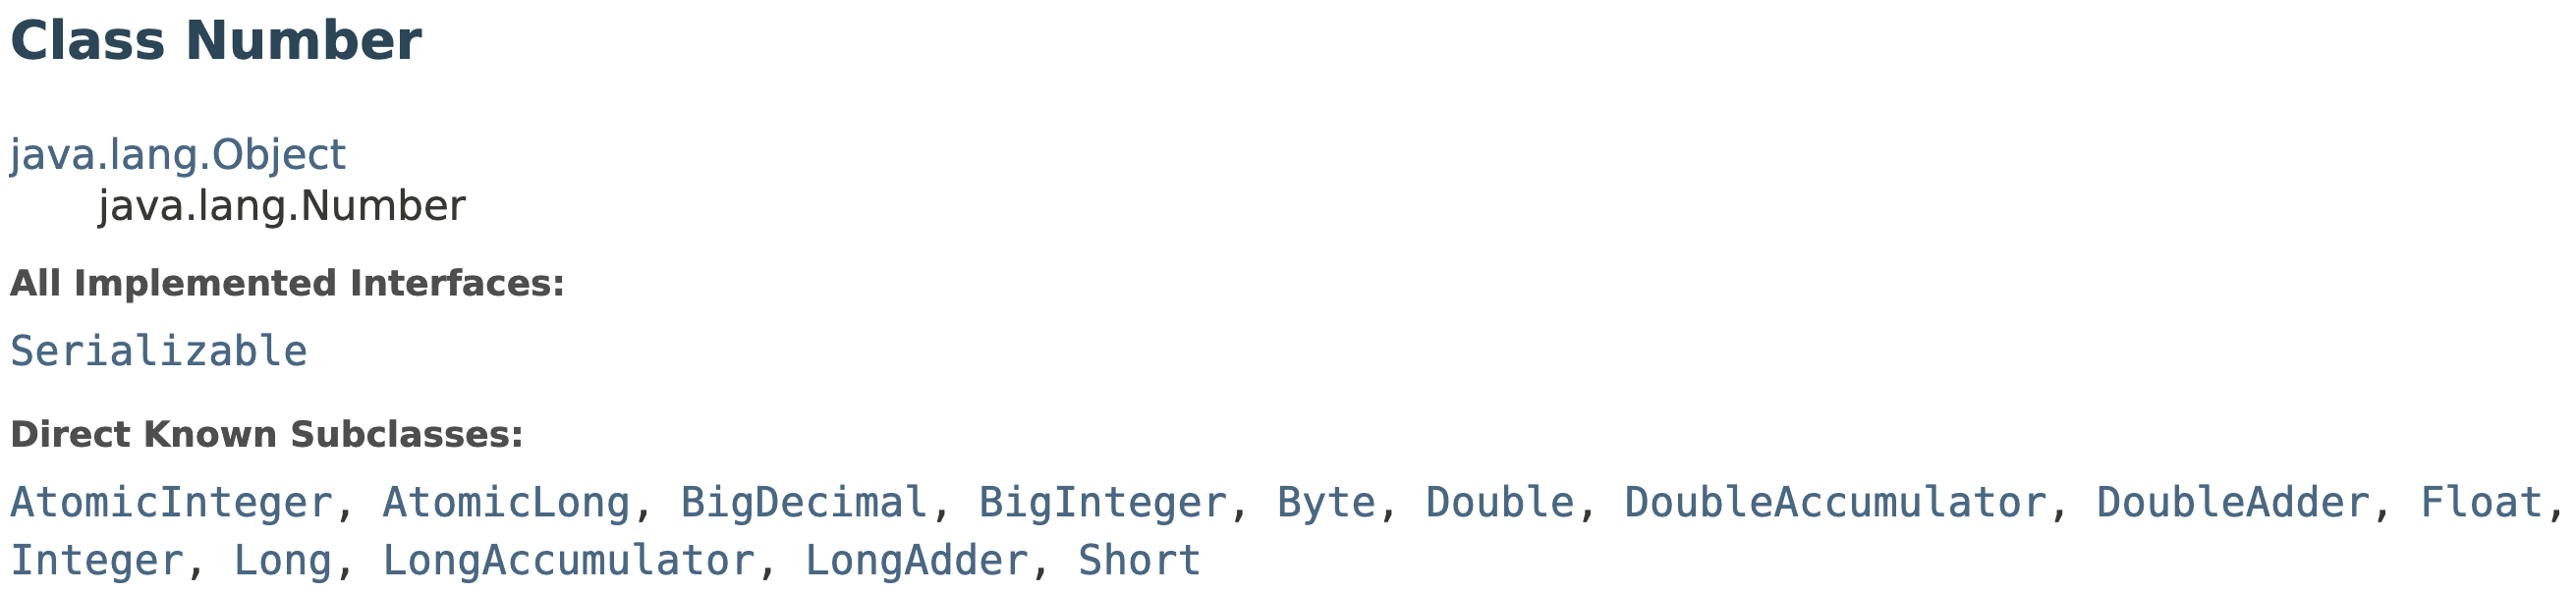 Class Number
java.lang.Object
java.lang.Number
All Implemented Interfaces:
Serializable
Direct Known Subclasses:
AtomicInteger, AtomicLong, BigDecimal, BigInteger, Byte, Double, DoubleAccumulator, DoubleAdder, Float,
Integer, Long, LongAccumulator, LongAdder, Short